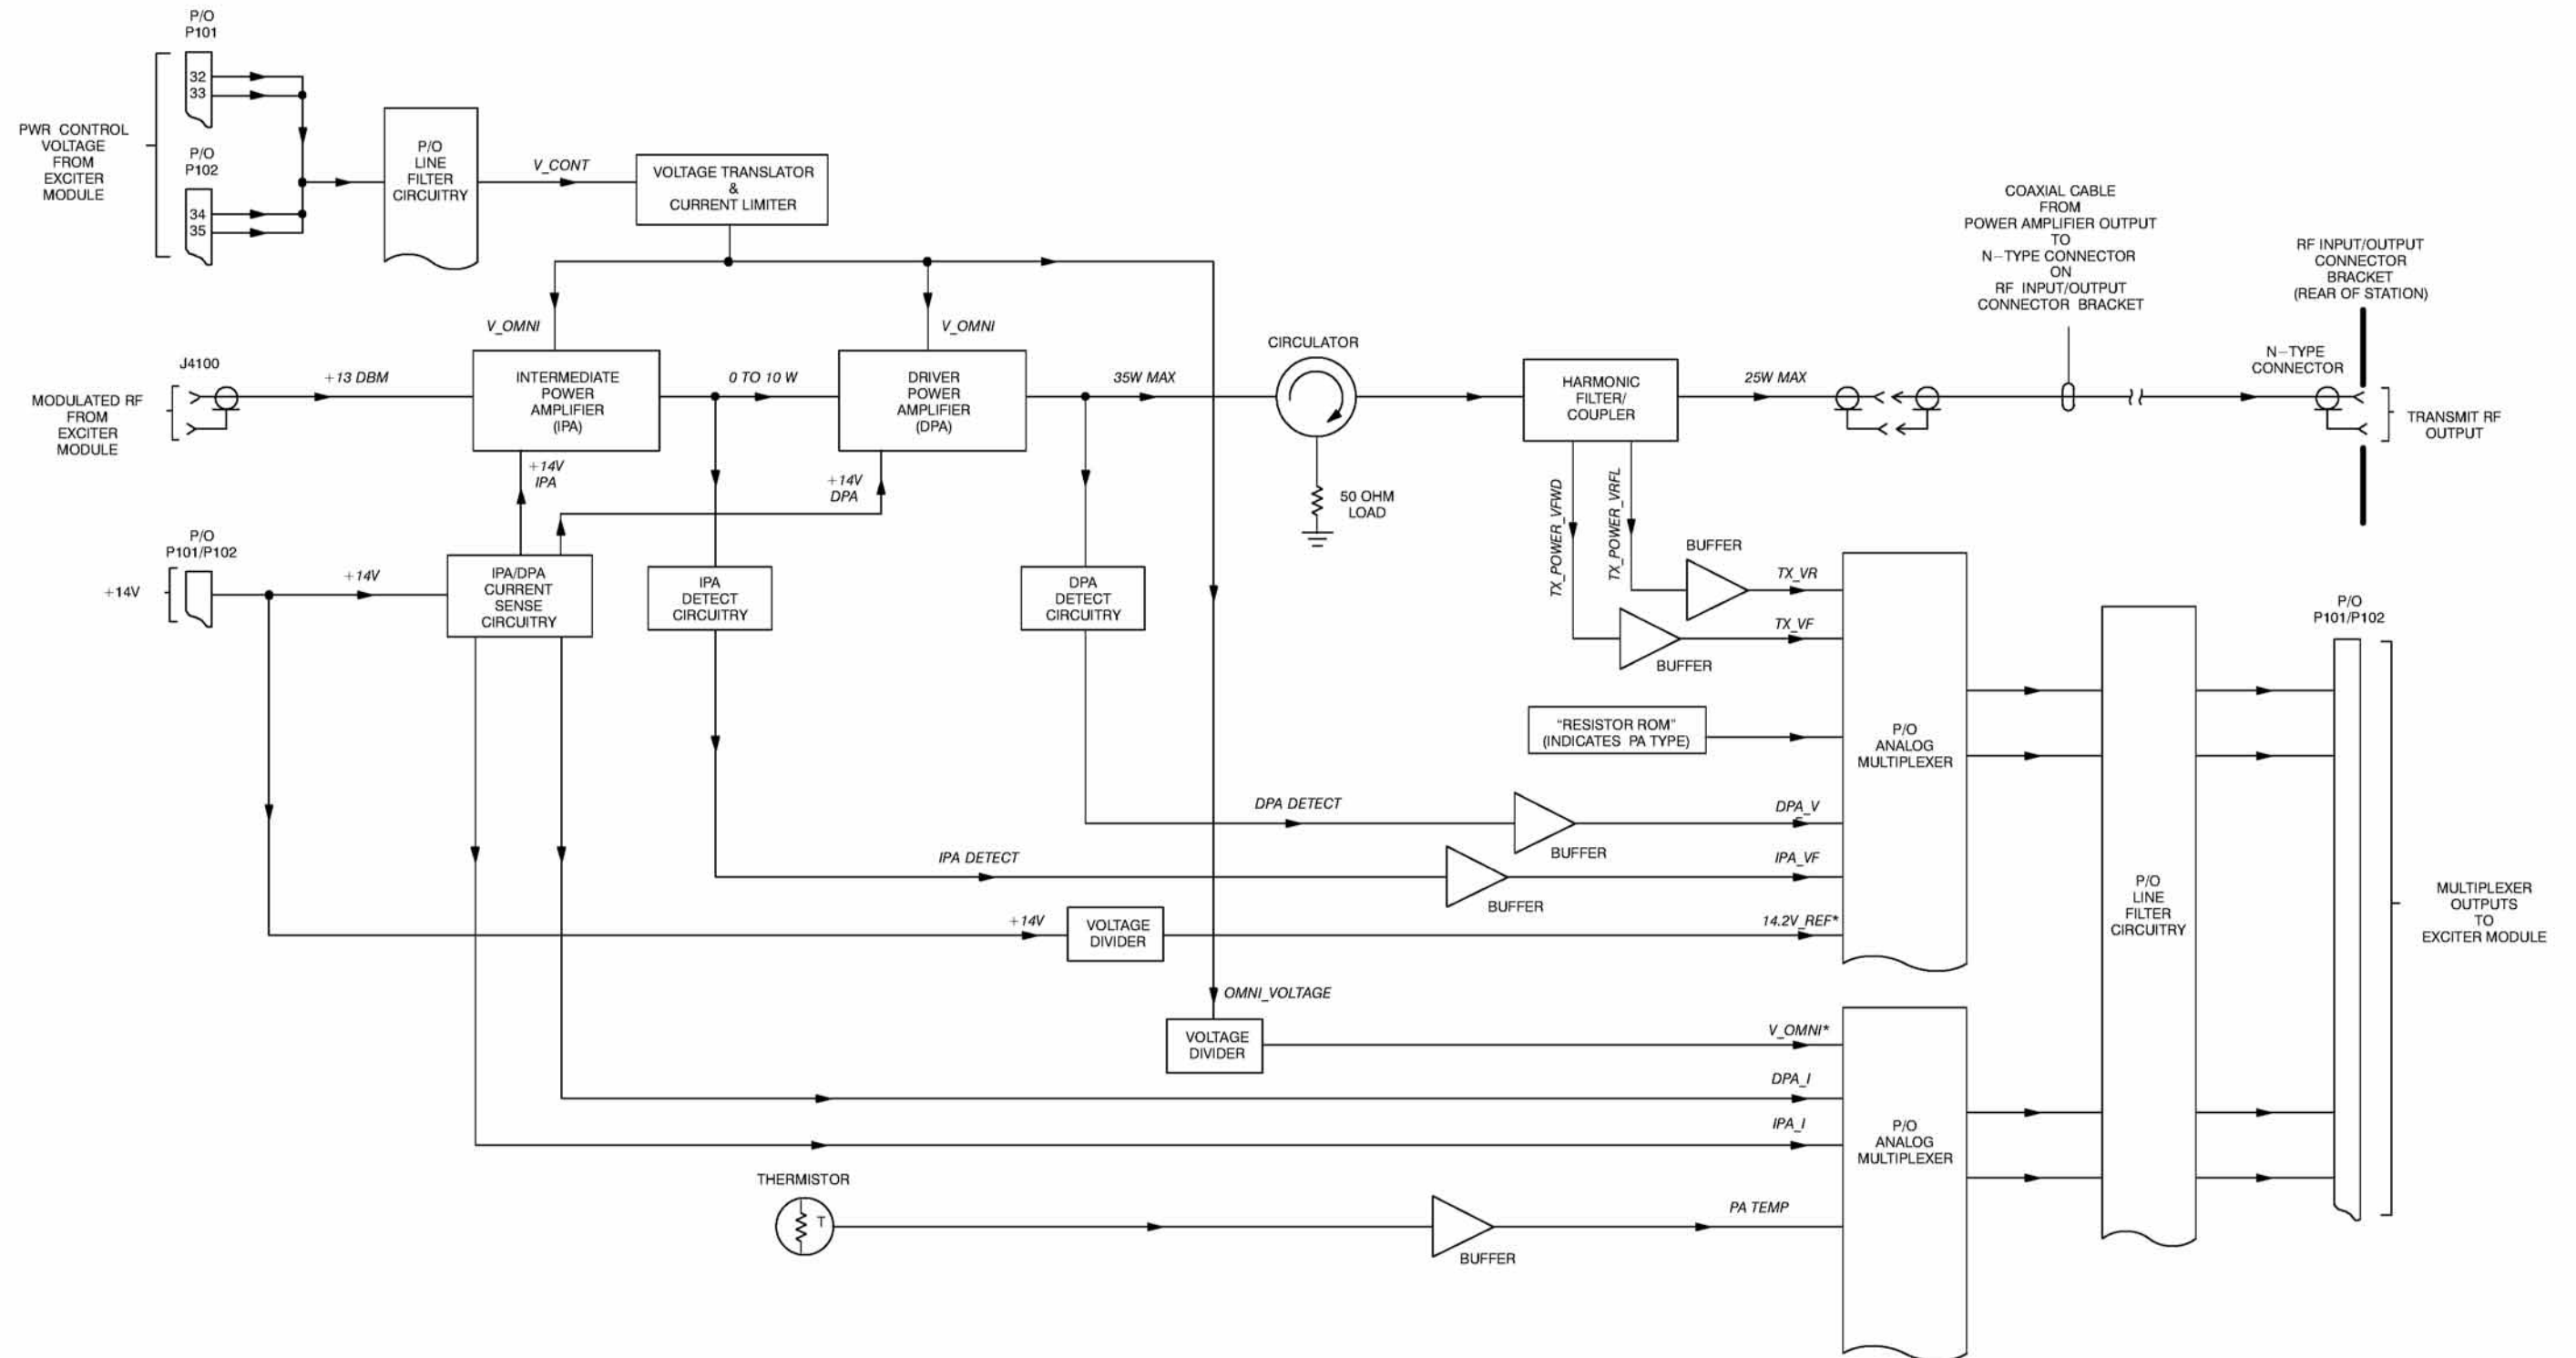 P/O
P101
32
33
PWR CONTROL
VOLTAGE
FROM
EXCITER
MODULE
P/O
P102
34
35
P/O
LINE
FILTER
CIRCUITRY
V_CONT
VOLTAGE TRANSLATOR
&
CURRENT LIMITER
V_OMNI
V_OMNI
COAXIAL CABLE
FROM
POWER AMPLIFIER OUTPUT
TO
N–TYPE CONNECTOR
ON
RF INPUT/OUTPUT
CONNECTOR BRACKET
RF INPUT/OUTPUT
CONNECTOR
BRACKET
(REAR OF STATION)
J4100
MODULATED RF
FROM
EXCITER
MODULE
+13 DBM
INTERMEDIATE
POWER
AMPLIFIER
(IPA)
0 TO 10 W
DRIVER
POWER
AMPLIFIER
(DPA)
35W MAX
CIRCULATOR
50 OHM
LOAD
HARMONIC
FILTER/
COUPLER
25W MAX
N–TYPE
CONNECTOR
TRANSMIT RF
OUTPUT
+14V
IPA
+14V
DPA
TX_POWER_VFWD
TX_POWER_VRFL
P/O
P101/P102
+14V
+14V
IPA/DPA
CURRENT
SENSE
CIRCUITRY
IPA
DETECT
CIRCUITRY
DPA
DETECT
CIRCUITRY
BUFFER
TX_VR
TX_VF
BUFFER
"RESISTOR ROM"
(INDICATES PA TYPE)
P/O
ANALOG
MULTIPLEXER
DPA DETECT
BUFFER
DPA_V
IPA DETECT
BUFFER
IPA_VF
+14V
VOLTAGE
DIVIDER
14.2V_REF*
P/O
LINE
FILTER
CIRCUITRY
P/O
P101/P102
MULTIPLEXER
OUTPUTS
TO
EXCITER MODULE
OMNI_VOLTAGE
VOLTAGE
DIVIDER
V_OMNI*
DPA_I
IPA_I
P/O
ANALOG
MULTIPLEXER
THERMISTOR
T
BUFFER
PA TEMP